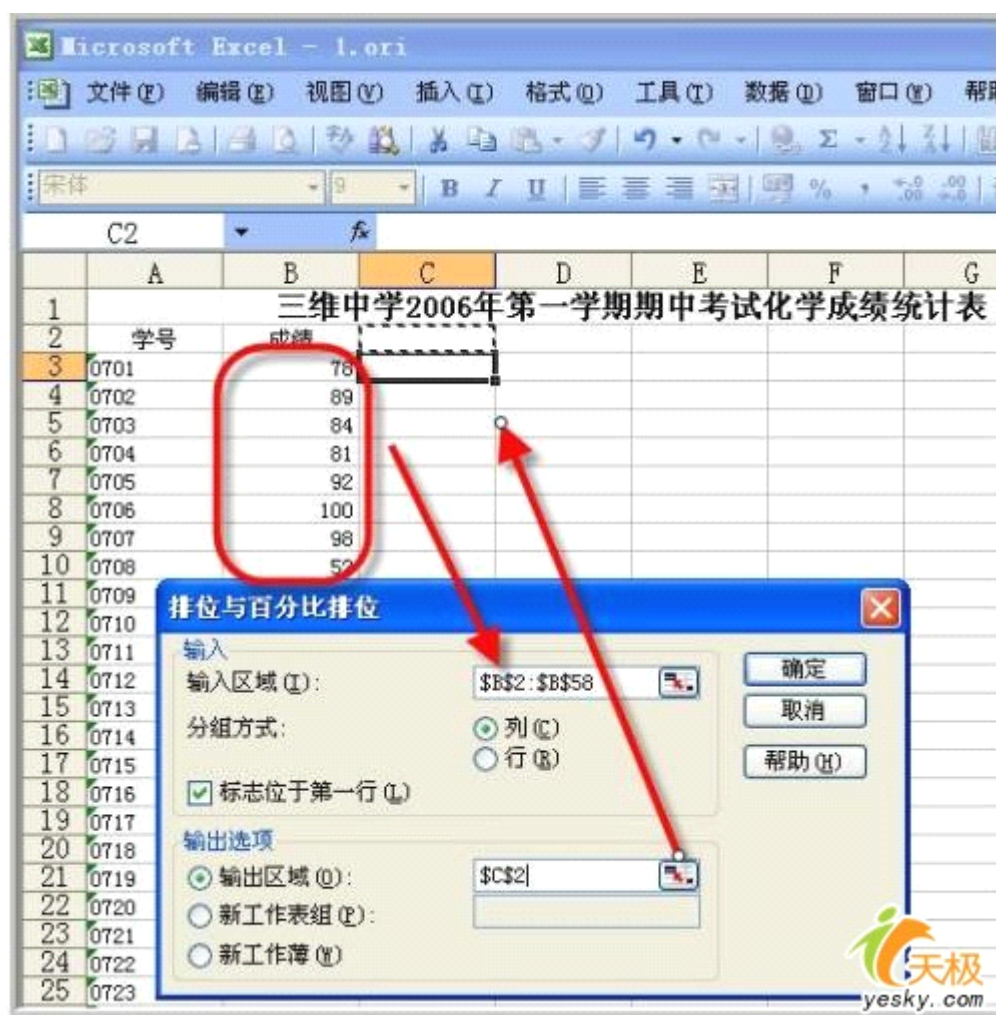 Microsoft Excel - 1.ori
文件(F) 编辑(E) 视图(V) 插入(I) 格式(O) 工具(T) 数据(D) 窗口(W)
宋体 9 B I U
C2 fx
A B C D E F G
1 三维中学2006年第一学期期中考试化学成绩统计表
2 学号 成绩
3 0701 78
4 0702 89
5 0703 84
6 0704 81
7 0705 92
8 0706 100
9 0707 98
10 0708 52
11 0709
12 0710
13 0711
14 0712
15 0713
16 0714
17 0715
18 0716
19 0717
20 0718
21 0719
22 0720
23 0721
24 0722
25 0723
排位与百分比排位
输入
输入区域(I): $B$2:$B$58
分组方式: 列(C)
行(R)
标志位于第一行(L)
输出选项
输出区域(O): $C$2
新工作表组(P):
新工作薄(W)
确定
取消
帮助(H)
天极
yesky.com